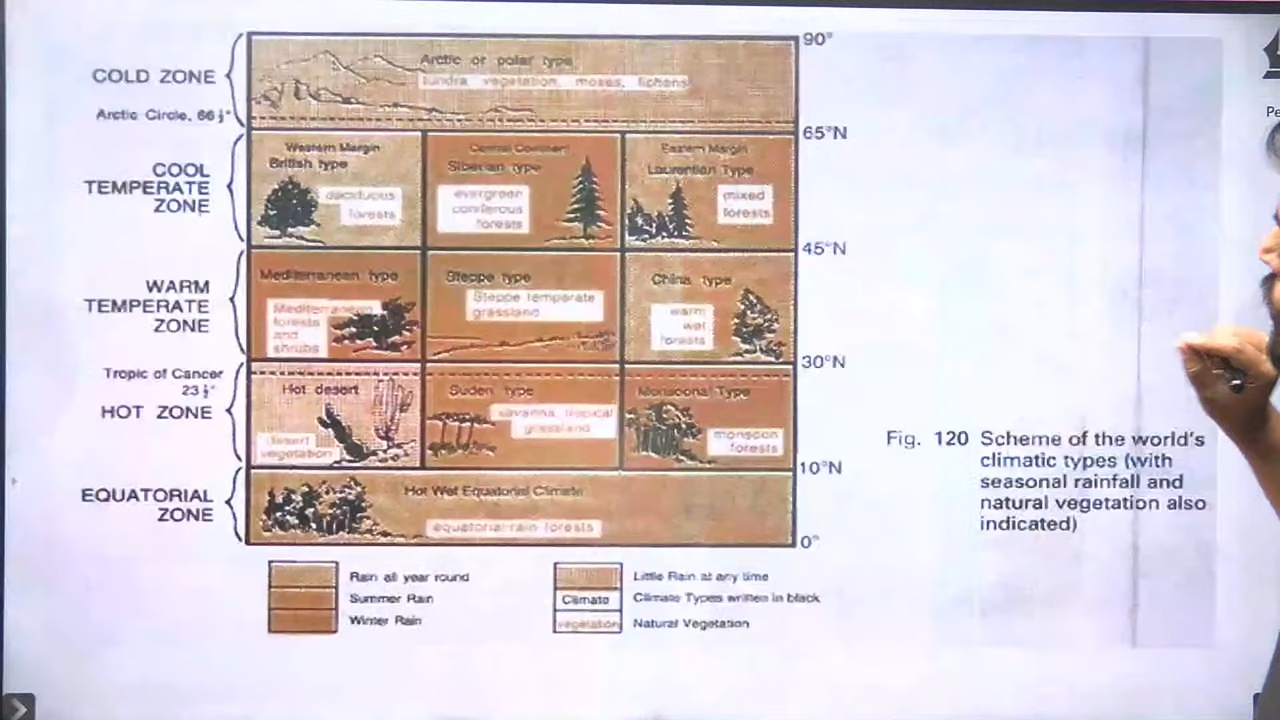 90°
COLD ZONE
Arctic or polar type
tundra vegetation, moses, lichens
Arctic Circle, 66 ½°
65°N
COOL
TEMPERATE
ZONE
Western Margin
British type
deciduous
forests
Central Continent
Siberian type
evergreen
coniferous
forests
Eastern Margin
Laurentian Type
mixed
forests
45°N
WARM
TEMPERATE
ZONE
Mediterranean type
Mediterranean
forests
and
shrubs
Steppe type
Steppe temperate
grassland
China type
warm
wet
forests
30°N
Tropic of Cancer
23 ½°
HOT ZONE
Hot desert
desert
vegetation
Sudan type
savanna, tropical
grassland
Monsoonal Type
monsoon
forests
10°N
EQUATORIAL
ZONE
Hot Wet Equatorial Climate
equatorial rain forests
0°
Rain all year round
Summer Rain
Winter Rain
Little Rain at any time
Climate
Climate Types written in black
vegetation
Natural Vegetation
Fig. 120 Scheme of the world's
climatic types (with
seasonal rainfall and
natural vegetation also
indicated)
Pe